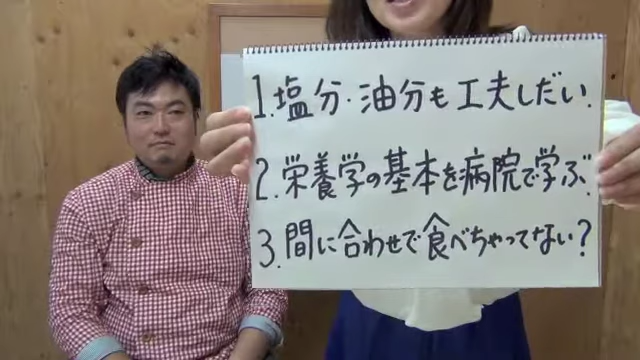 1.塩分・油分も工夫しだい.
2.栄養学の基本を病院で学ぶ.
3.間に合わせで食べちゃってない?